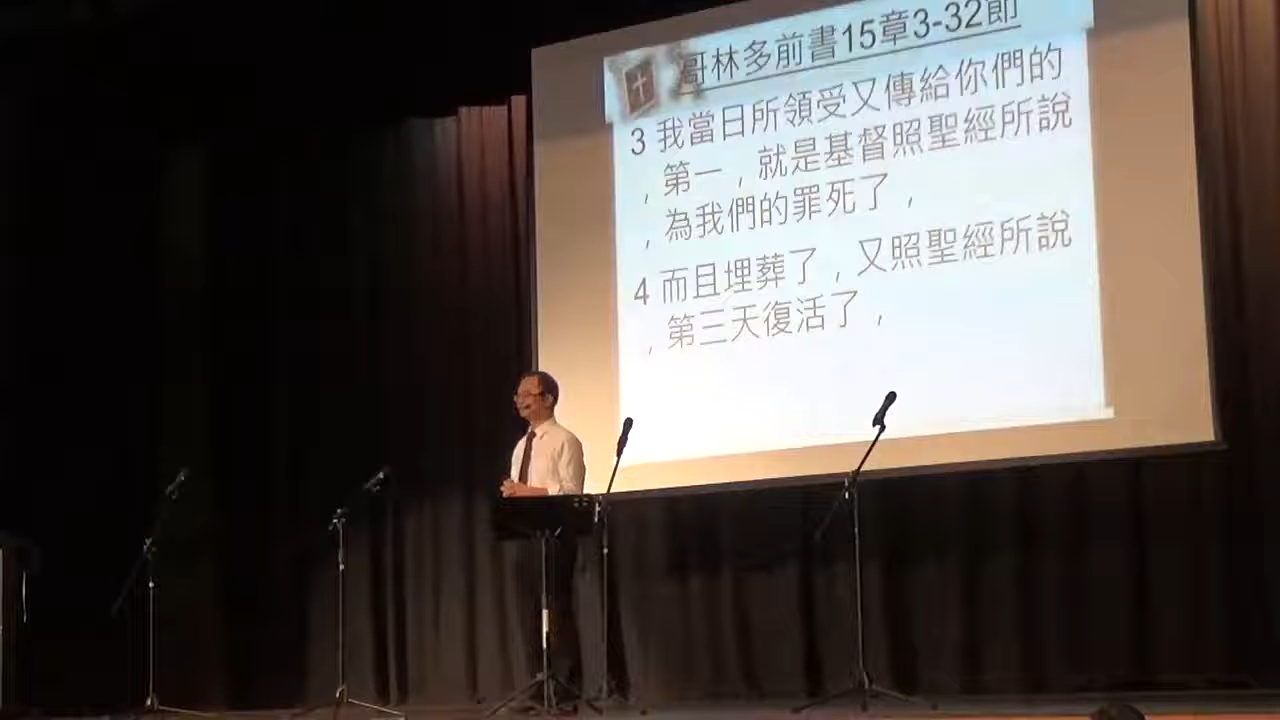 哥林多前書15章3-32節
3 我當日所領受又傳給你們的
，第一，就是基督照聖經所說
，為我們的罪死了，
4 而且埋葬了，又照聖經所說
，第三天復活了，